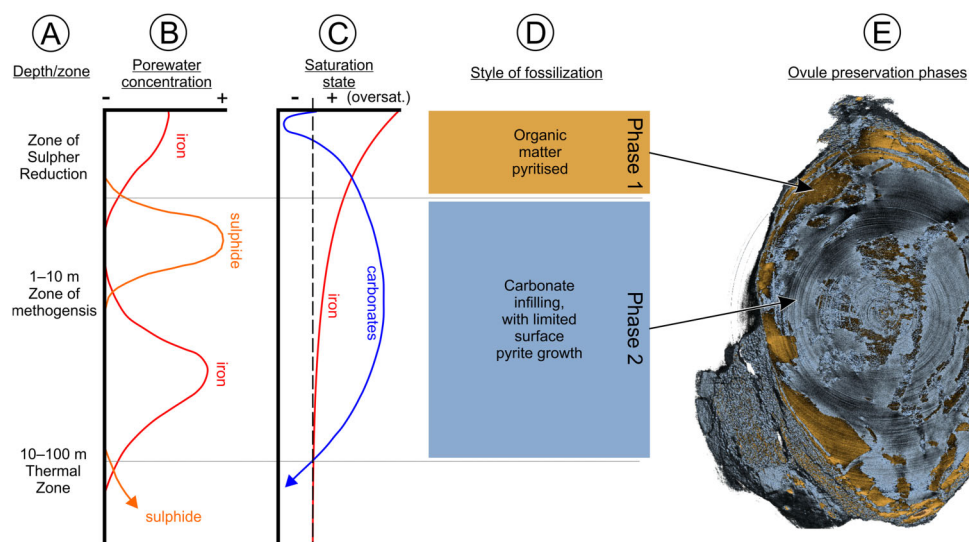 A
B
C
D
E
Depth/zone
Porewater
concentration
Saturation
state
Style of fossilization
Ovule preservation phases
-
+
-
+ (oversat.)
Zone of
Sulpher
Reduction
1–10 m
Zone of
methogensis
10–100 m
Thermal
Zone
iron
sulphide
iron
sulphide
iron
carbonates
Organic
matter
pyritised
Phase 1
Carbonate
infilling,
with limited
surface
pyrite growth
Phase 2